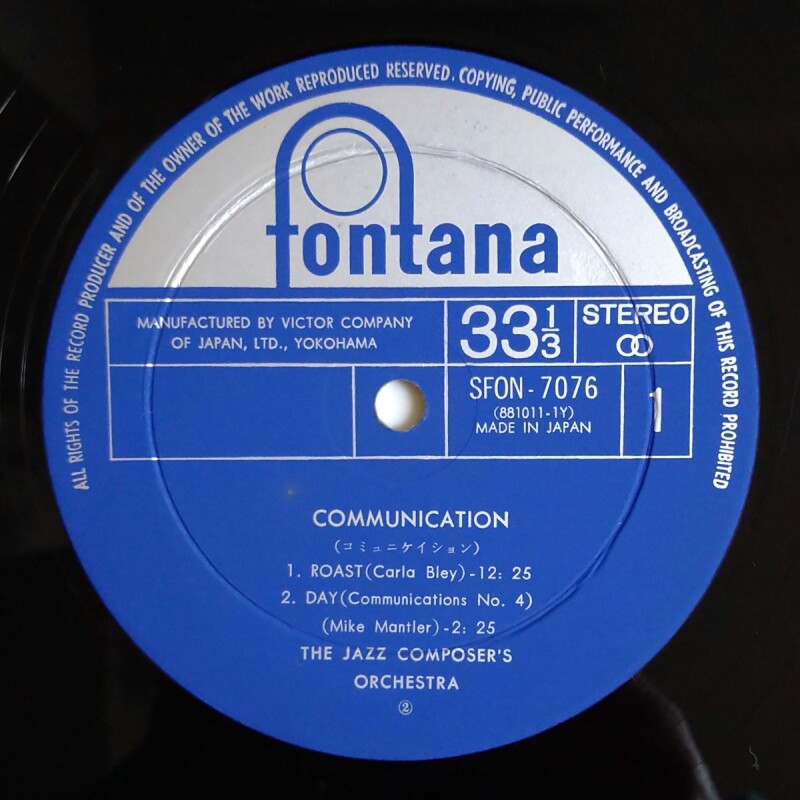 ALL RIGHTS OF THE RECORD PRODUCER AND OF THE OWNER OF THE WORK REPRODUCED RESERVED. COPYING, PUBLIC PERFORMANCE AND BROADCASTING OF THIS RECORD PROHIBITED
fontana
MANUFACTURED BY VICTOR COMPANY
OF JAPAN, LTD., YOKOHAMA
33 1/3
STEREO
SFON-7076
(881011-1Y)
MADE IN JAPAN
1
COMMUNICATION
(コミュニケイション)
1. ROAST (Carla Bley)-12: 25
2. DAY (Communications No. 4)
(Mike Mantler)-2: 25
THE JAZZ COMPOSER'S
ORCHESTRA
②